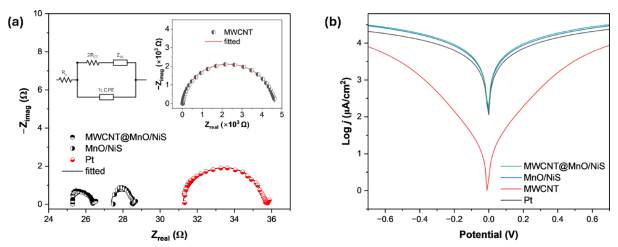 (a)
10
8
6
4
2
0
−Z_imag (Ω)
24 26 28 30 32 34 36
Z_real (Ω)
R_s
2R_ct
Z_N
½ CPE
MWCNT@MnO/NiS
MnO/NiS
Pt
fitted
MWCNT
fitted
4
3
2
1
0
−Z_imag (×10³ Ω)
0 1 2 3 4 5
Z_real (×10³ Ω)
(b)
4
3
2
1
0
Log j (μA/cm²)
−0.6 −0.4 −0.2 0.0 0.2 0.4 0.6
Potential (V)
MWCNT@MnO/NiS
MnO/NiS
MWCNT
Pt